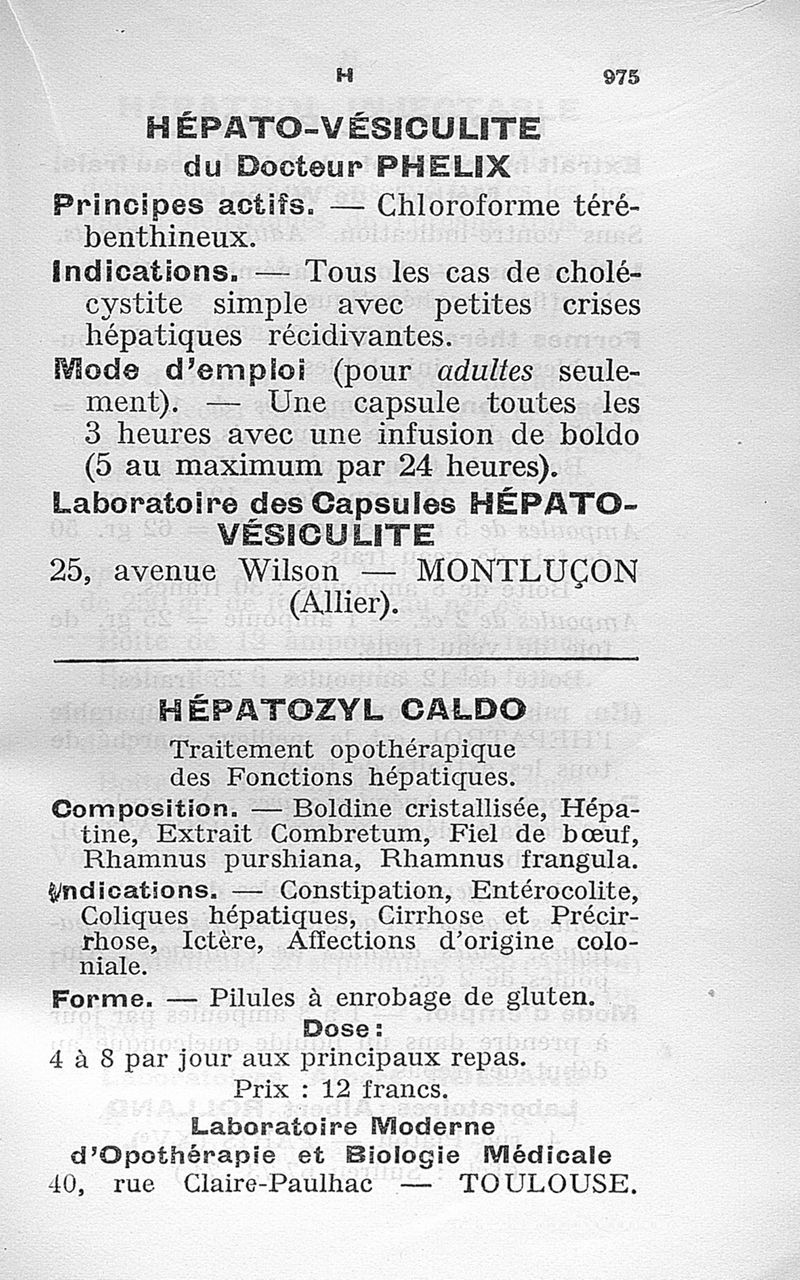 H 975
HÉPATO-VÉSICULITE
du Docteur PHELIX
Principes actifs. — Chloroforme téré-
benthineux.
Indications. — Tous les cas de cholé-
cystite simple avec petites crises
hépatiques récidivantes.
Mode d'emploi (pour adultes seule-
ment). — Une capsule toutes les
3 heures avec une infusion de boldo
(5 au maximum par 24 heures).
Laboratoire des Capsules HÉPATO-
VÉSICULITE
25, avenue Wilson — MONTLUÇON
(Allier).
HÉPATOZYL CALDO
Traitement opothérapique
des Fonctions hépatiques.
Composition. — Boldine cristallisée, Hépa-
tine, Extrait Combretum, Fiel de bœuf,
Rhamnus purshiana, Rhamnus frangula.
Indications. — Constipation, Entérocolite,
Coliques hépatiques, Cirrhose et Précir-
rhose, Ictère, Affections d'origine colo-
niale.
Forme. — Pilules à enrobage de gluten.
Dose :
4 à 8 par jour aux principaux repas.
Prix : 12 francs.
Laboratoire Moderne
d'Opothérapie et Biologie Médicale
40, rue Claire-Paulhac — TOULOUSE.